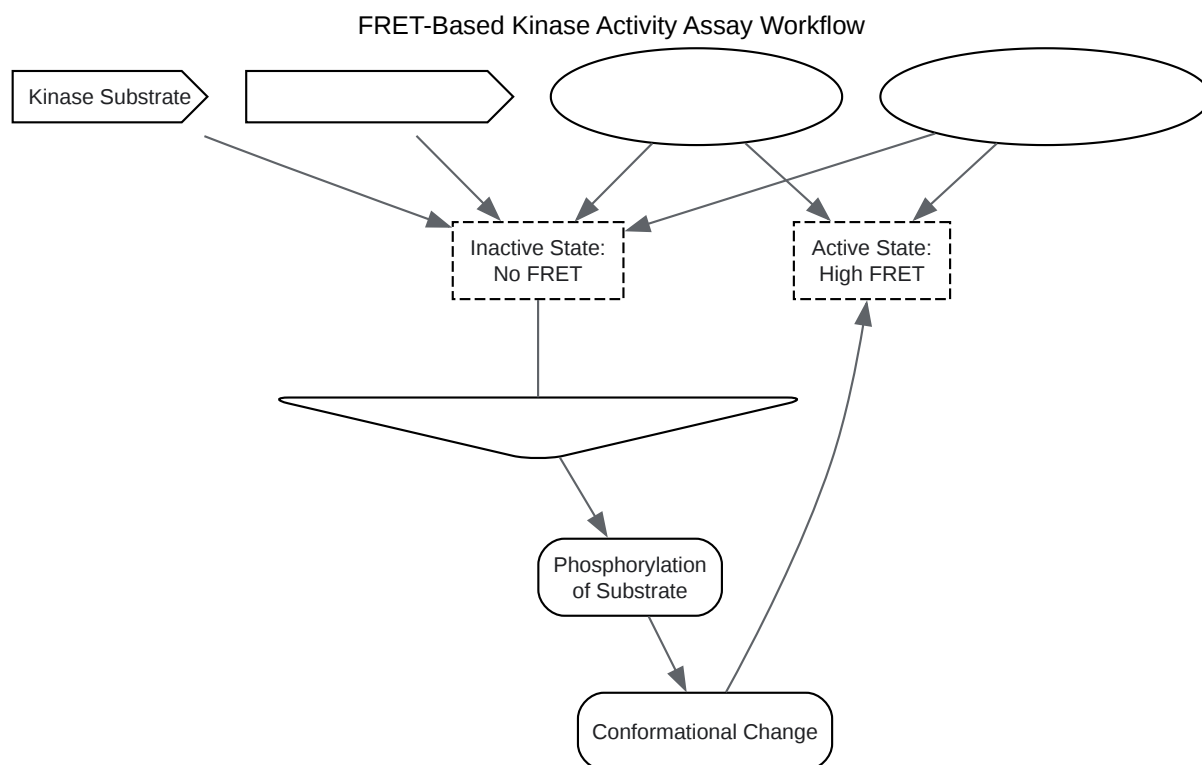 FRET-Based Kinase Activity Assay Workflow
Kinase Substrate
Inactive State:
No FRET
Active State:
High FRET
Phosphorylation
of Substrate
Conformational Change